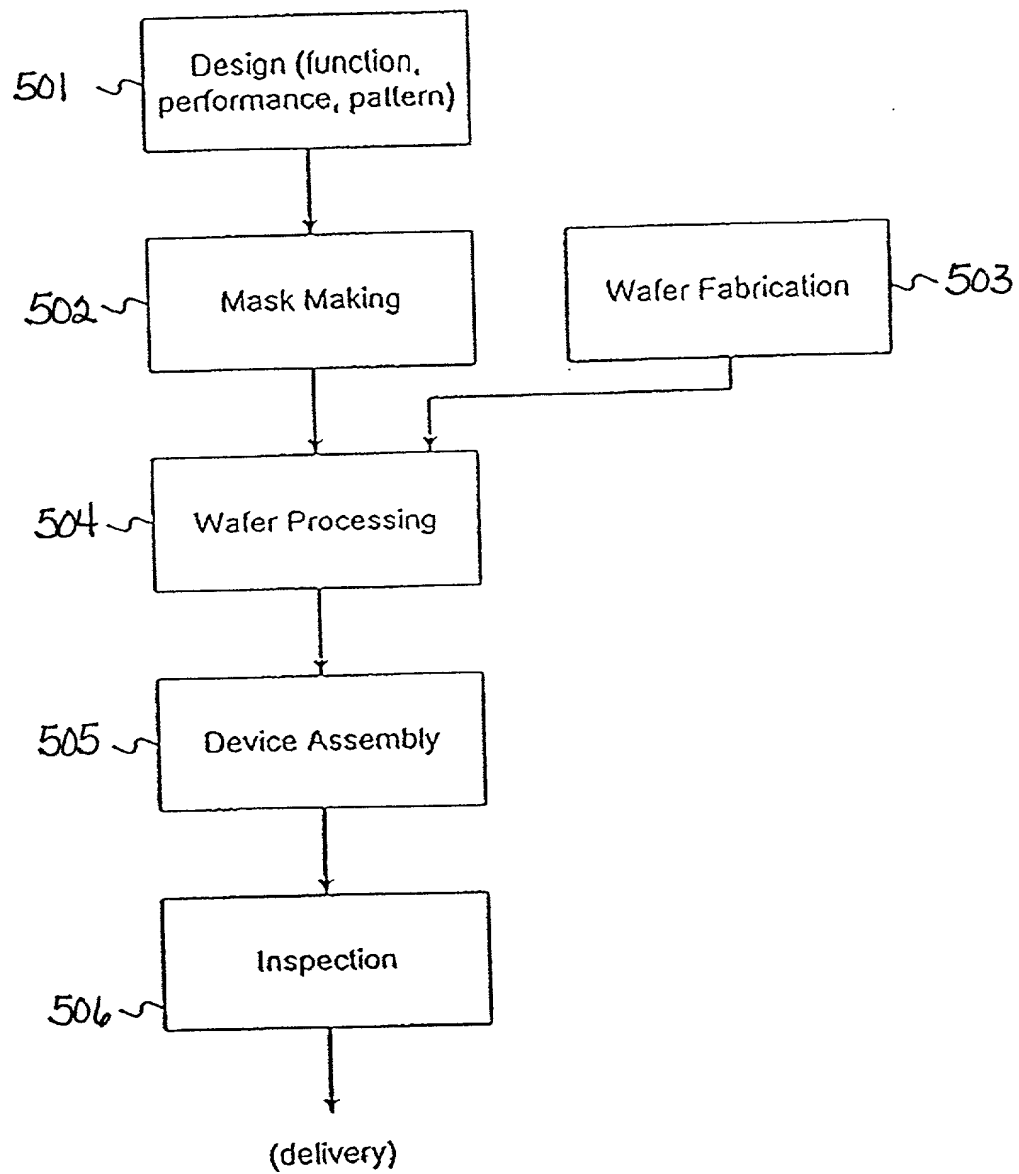 501
Design (function,
performance, pattern)
502
Mask Making
Wafer Fabrication
503
504
Wafer Processing
505
Device Assembly
Inspection
506
(delivery)